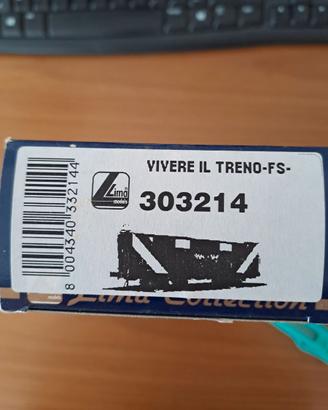 VIVERE IL TRENO-FS-
Lima
models
303214
8 004340 332144
Lima Collection